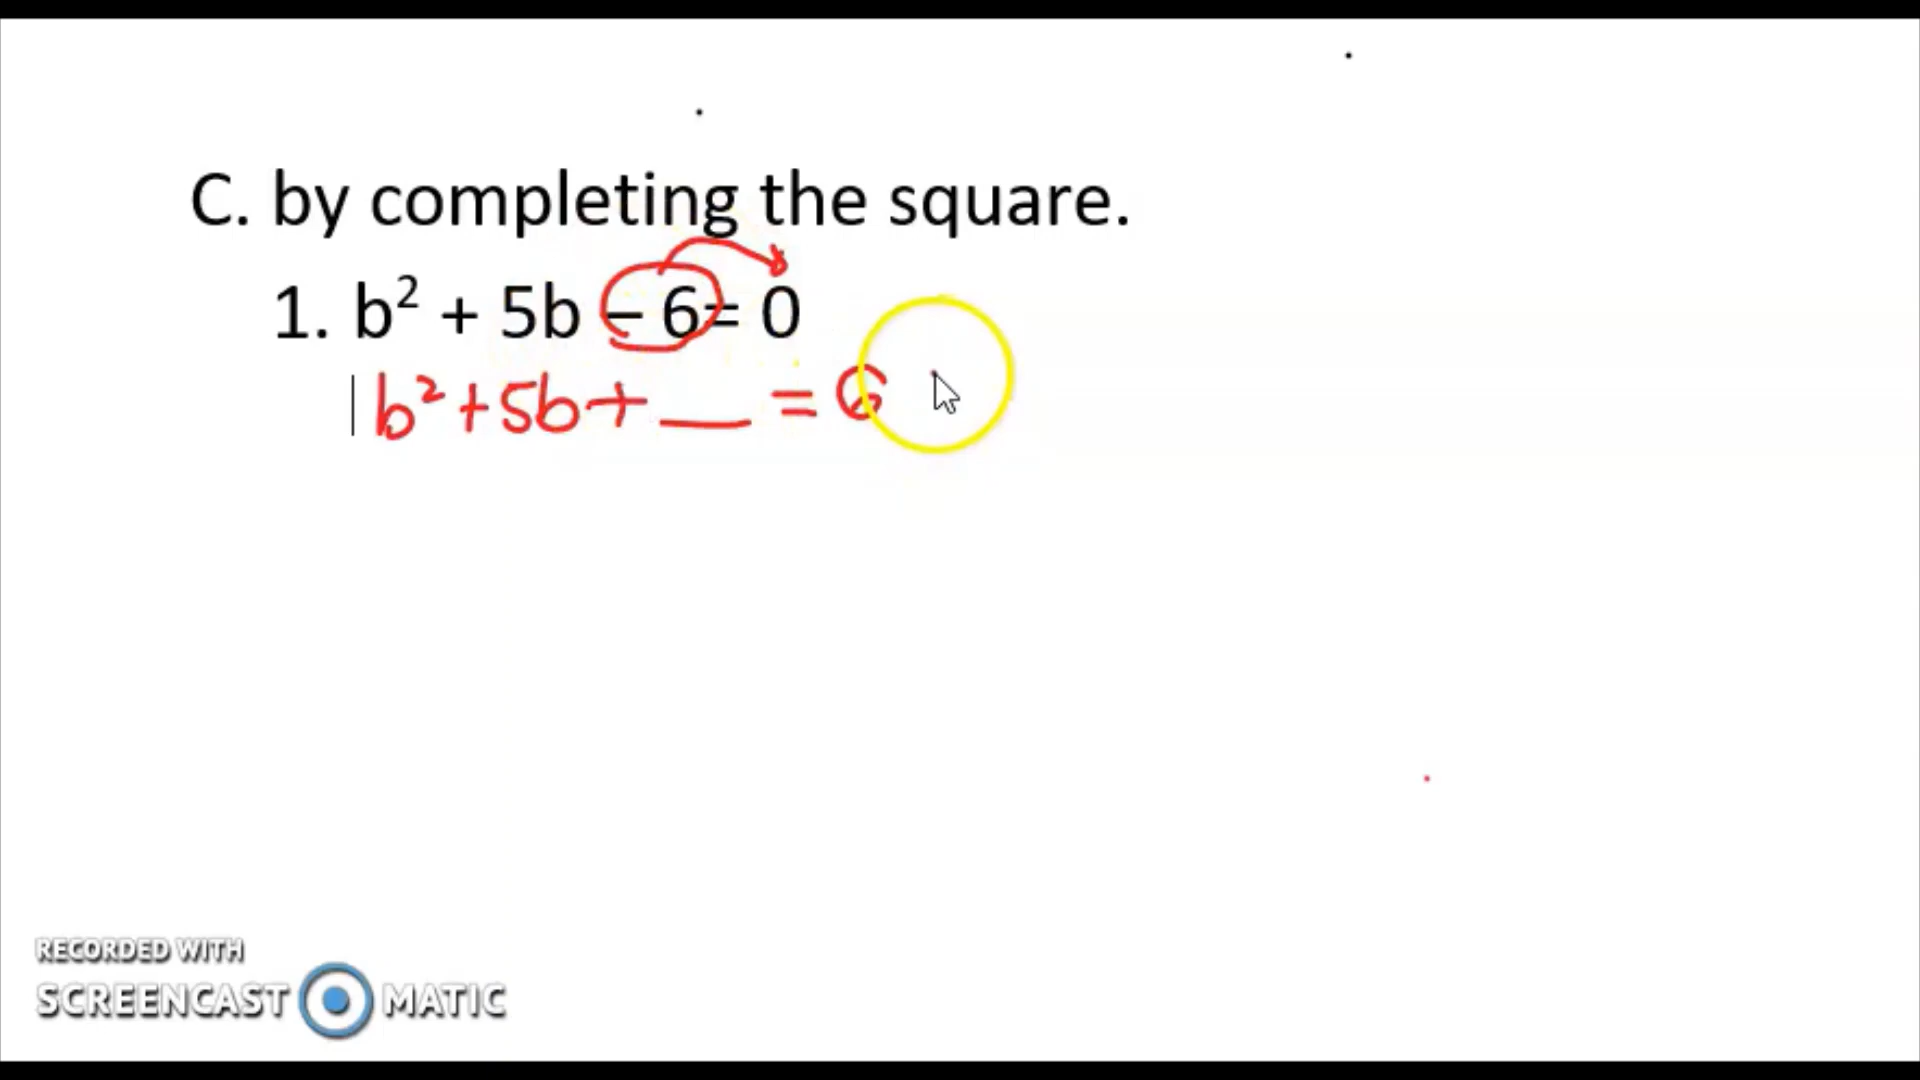 C. by completing the square.
1. b² + 5b – 6 = 0
b² + 5b + __ = 6
RECORDED WITH
SCREENCAST MATIC